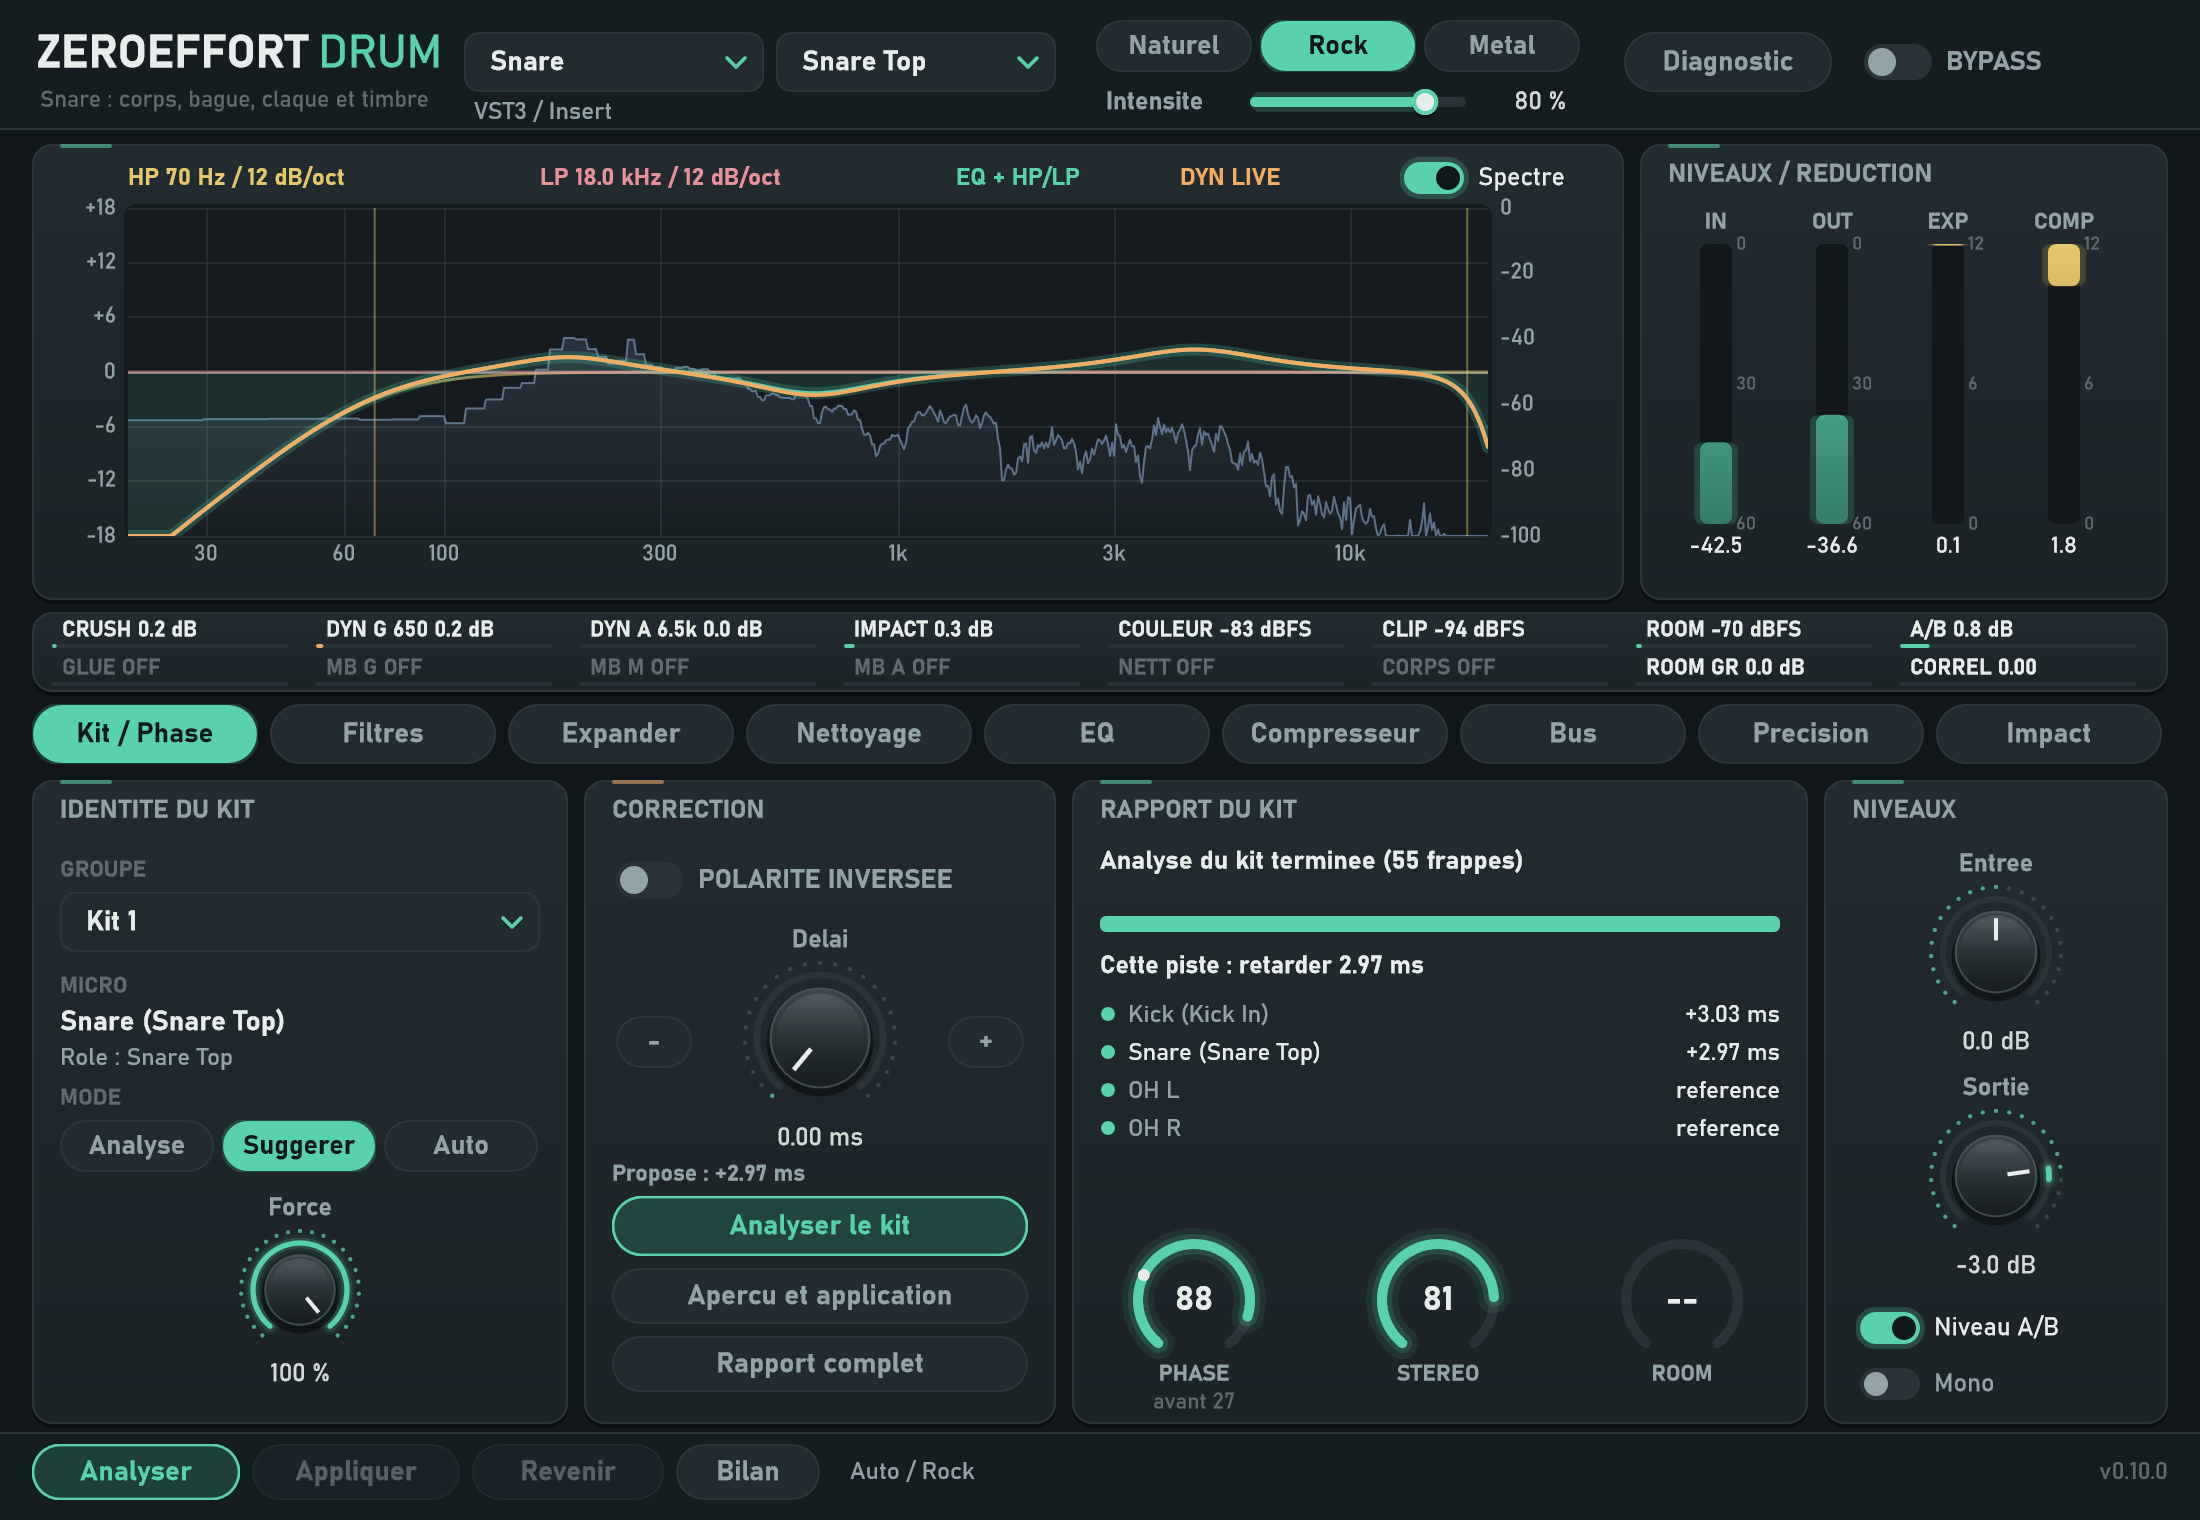 ZEROEFFORT DRUM
Snare : corps, bague, claque et timbre
Snare
Snare Top
VST3 / Insert
Naturel
Rock
Metal
Intensite
80 %
Diagnostic
BYPASS
HP 70 Hz / 12 dB/oct
LP 18.0 kHz / 12 dB/oct
EQ + HP/LP
DYN LIVE
Spectre
+18
+12
+6
0
-6
-12
-18
0
-20
-40
-60
-80
-100
30
60
100
300
1k
3k
10k
NIVEAUX / REDUCTION
IN
OUT
EXP
COMP
0
0
12
12
30
30
6
6
60
60
0
0
-42.5
-36.6
0.1
1.8
CRUSH 0.2 dB
DYN G 650 0.2 dB
DYN A 6.5k 0.0 dB
IMPACT 0.3 dB
COULEUR -83 dBFS
CLIP -94 dBFS
ROOM -70 dBFS
A/B 0.8 dB
GLUE OFF
MB G OFF
MB M OFF
MB A OFF
NETT OFF
CORPS OFF
ROOM GR 0.0 dB
CORREL 0.00
Kit / Phase
Filtres
Expander
Nettoyage
EQ
Compresseur
Bus
Precision
Impact
IDENTITE DU KIT
GROUPE
Kit 1
MICRO
Snare (Snare Top)
Role : Snare Top
MODE
Analyse
Suggerer
Auto
Force
100 %
CORRECTION
POLARITE INVERSEE
Delai
-
+
0.00 ms
Propose : +2.97 ms
Analyser le kit
Apercu et application
Rapport complet
RAPPORT DU KIT
Analyse du kit terminee (55 frappes)
Cette piste : retarder 2.97 ms
Kick (Kick In)
+3.03 ms
Snare (Snare Top)
+2.97 ms
OH L
reference
OH R
reference
88
81
--
PHASE
STEREO
ROOM
avant 27
NIVEAUX
Entree
0.0 dB
Sortie
-3.0 dB
Niveau A/B
Mono
Analyser
Appliquer
Revenir
Bilan
Auto / Rock
v0.10.0